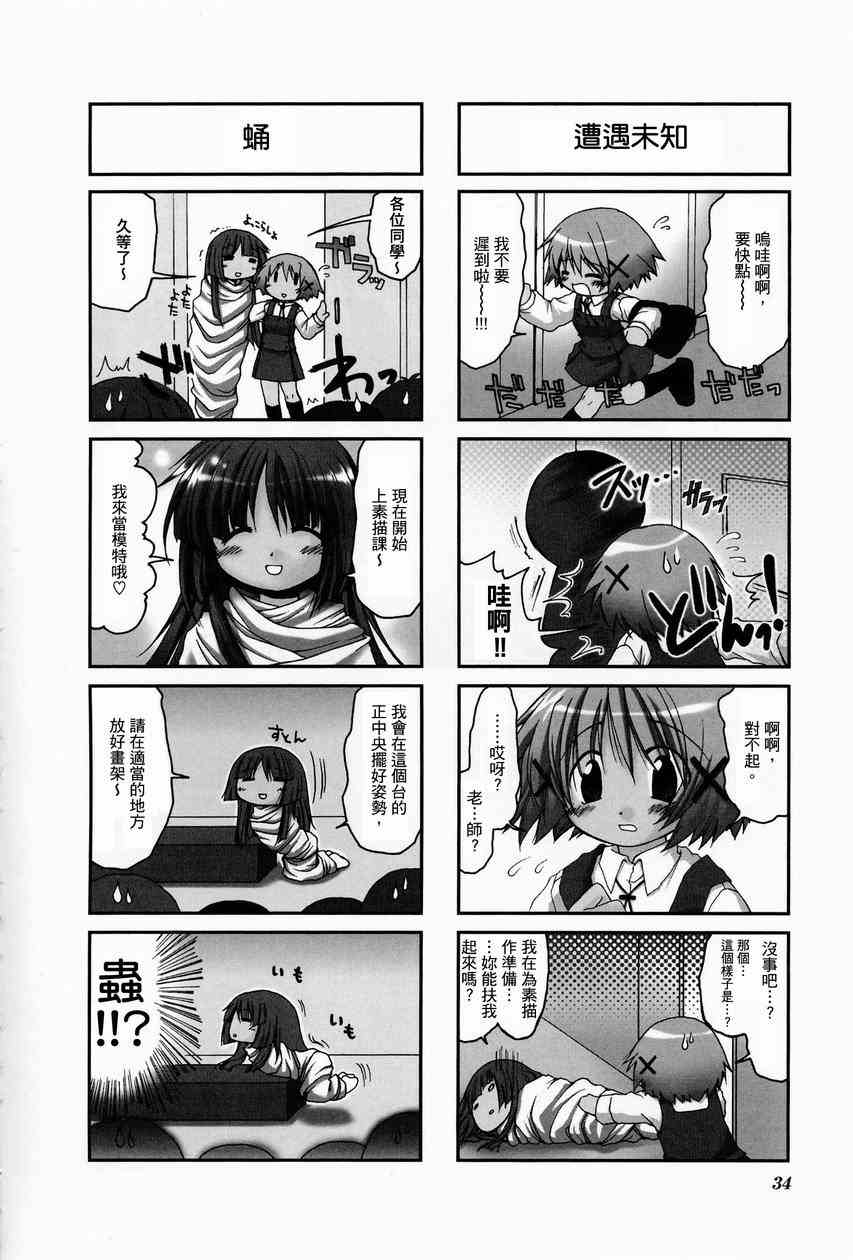 遭遇未知
嗚哇啊啊,
要快點~~
我不要
遲到啦
~~!!!
ダダダダッ
ズッ…
ガラッ
哇啊!!
どんっ!
啊啊,
對不起。
……哎呀?
老…師?
沒事吧…?
那個…
這個樣子是…?
我在為素描
作準備…
…妳能扶我
起來嗎?
蛹
各位同學~
よっこらしょ
ガラッ
久等了~
よた
よた
ざわっ
現在開始
上素描課~
我來當模特哦♡
我會在這個台的
正中央擺好姿勢,
すとん
請在適當的地方
放好畫架~
いも
いも
蟲!!?
34